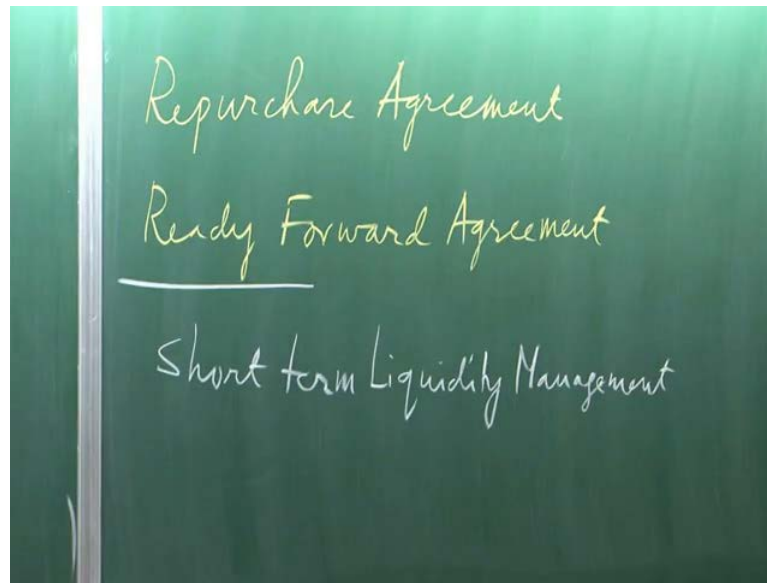 Repurchase Agreement
Ready Forward Agreement
Short term Liquidity Management